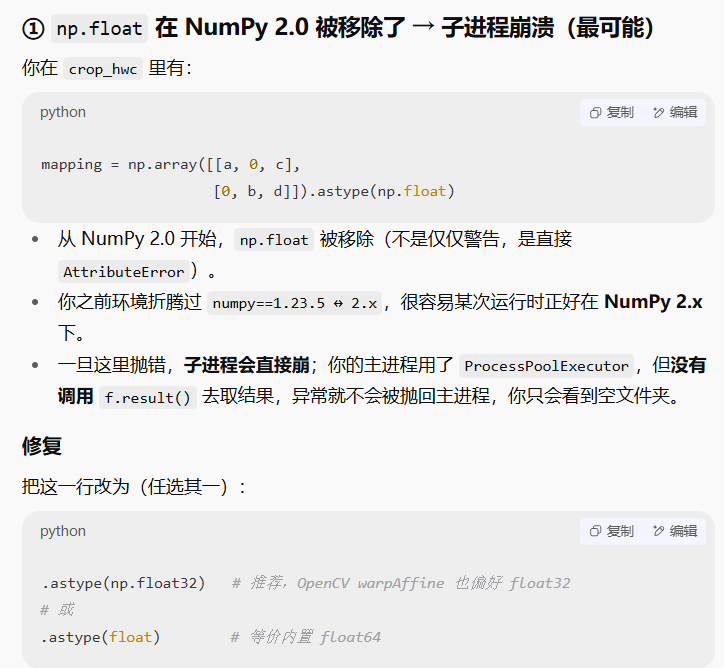 ① np.float 在 NumPy 2.0 被移除了 → 子进程崩溃（最可能）
你在 crop_hwc 里有：
python
复制
编辑
mapping = np.array([[a, 0, c],
[0, b, d]]).astype(np.float)
• 从 NumPy 2.0 开始，np.float 被移除（不是仅仅警告，是直接
AttributeError）。
• 你之前环境折腾过 numpy==1.23.5 ↔ 2.x，很容易某次运行时正好在 NumPy 2.x
下。
• 一旦这里抛错，子进程会直接崩；你的主进程用了 ProcessPoolExecutor，但没有
调用 f.result() 去取结果，异常就不会被抛回主进程，你只会看到空文件夹。
修复
把这一行改为（任选其一）：
python
复制
编辑
.astype(np.float32) # 推荐，OpenCV warpAffine 也偏好 float32
# 或
.astype(float) # 等价内置 float64